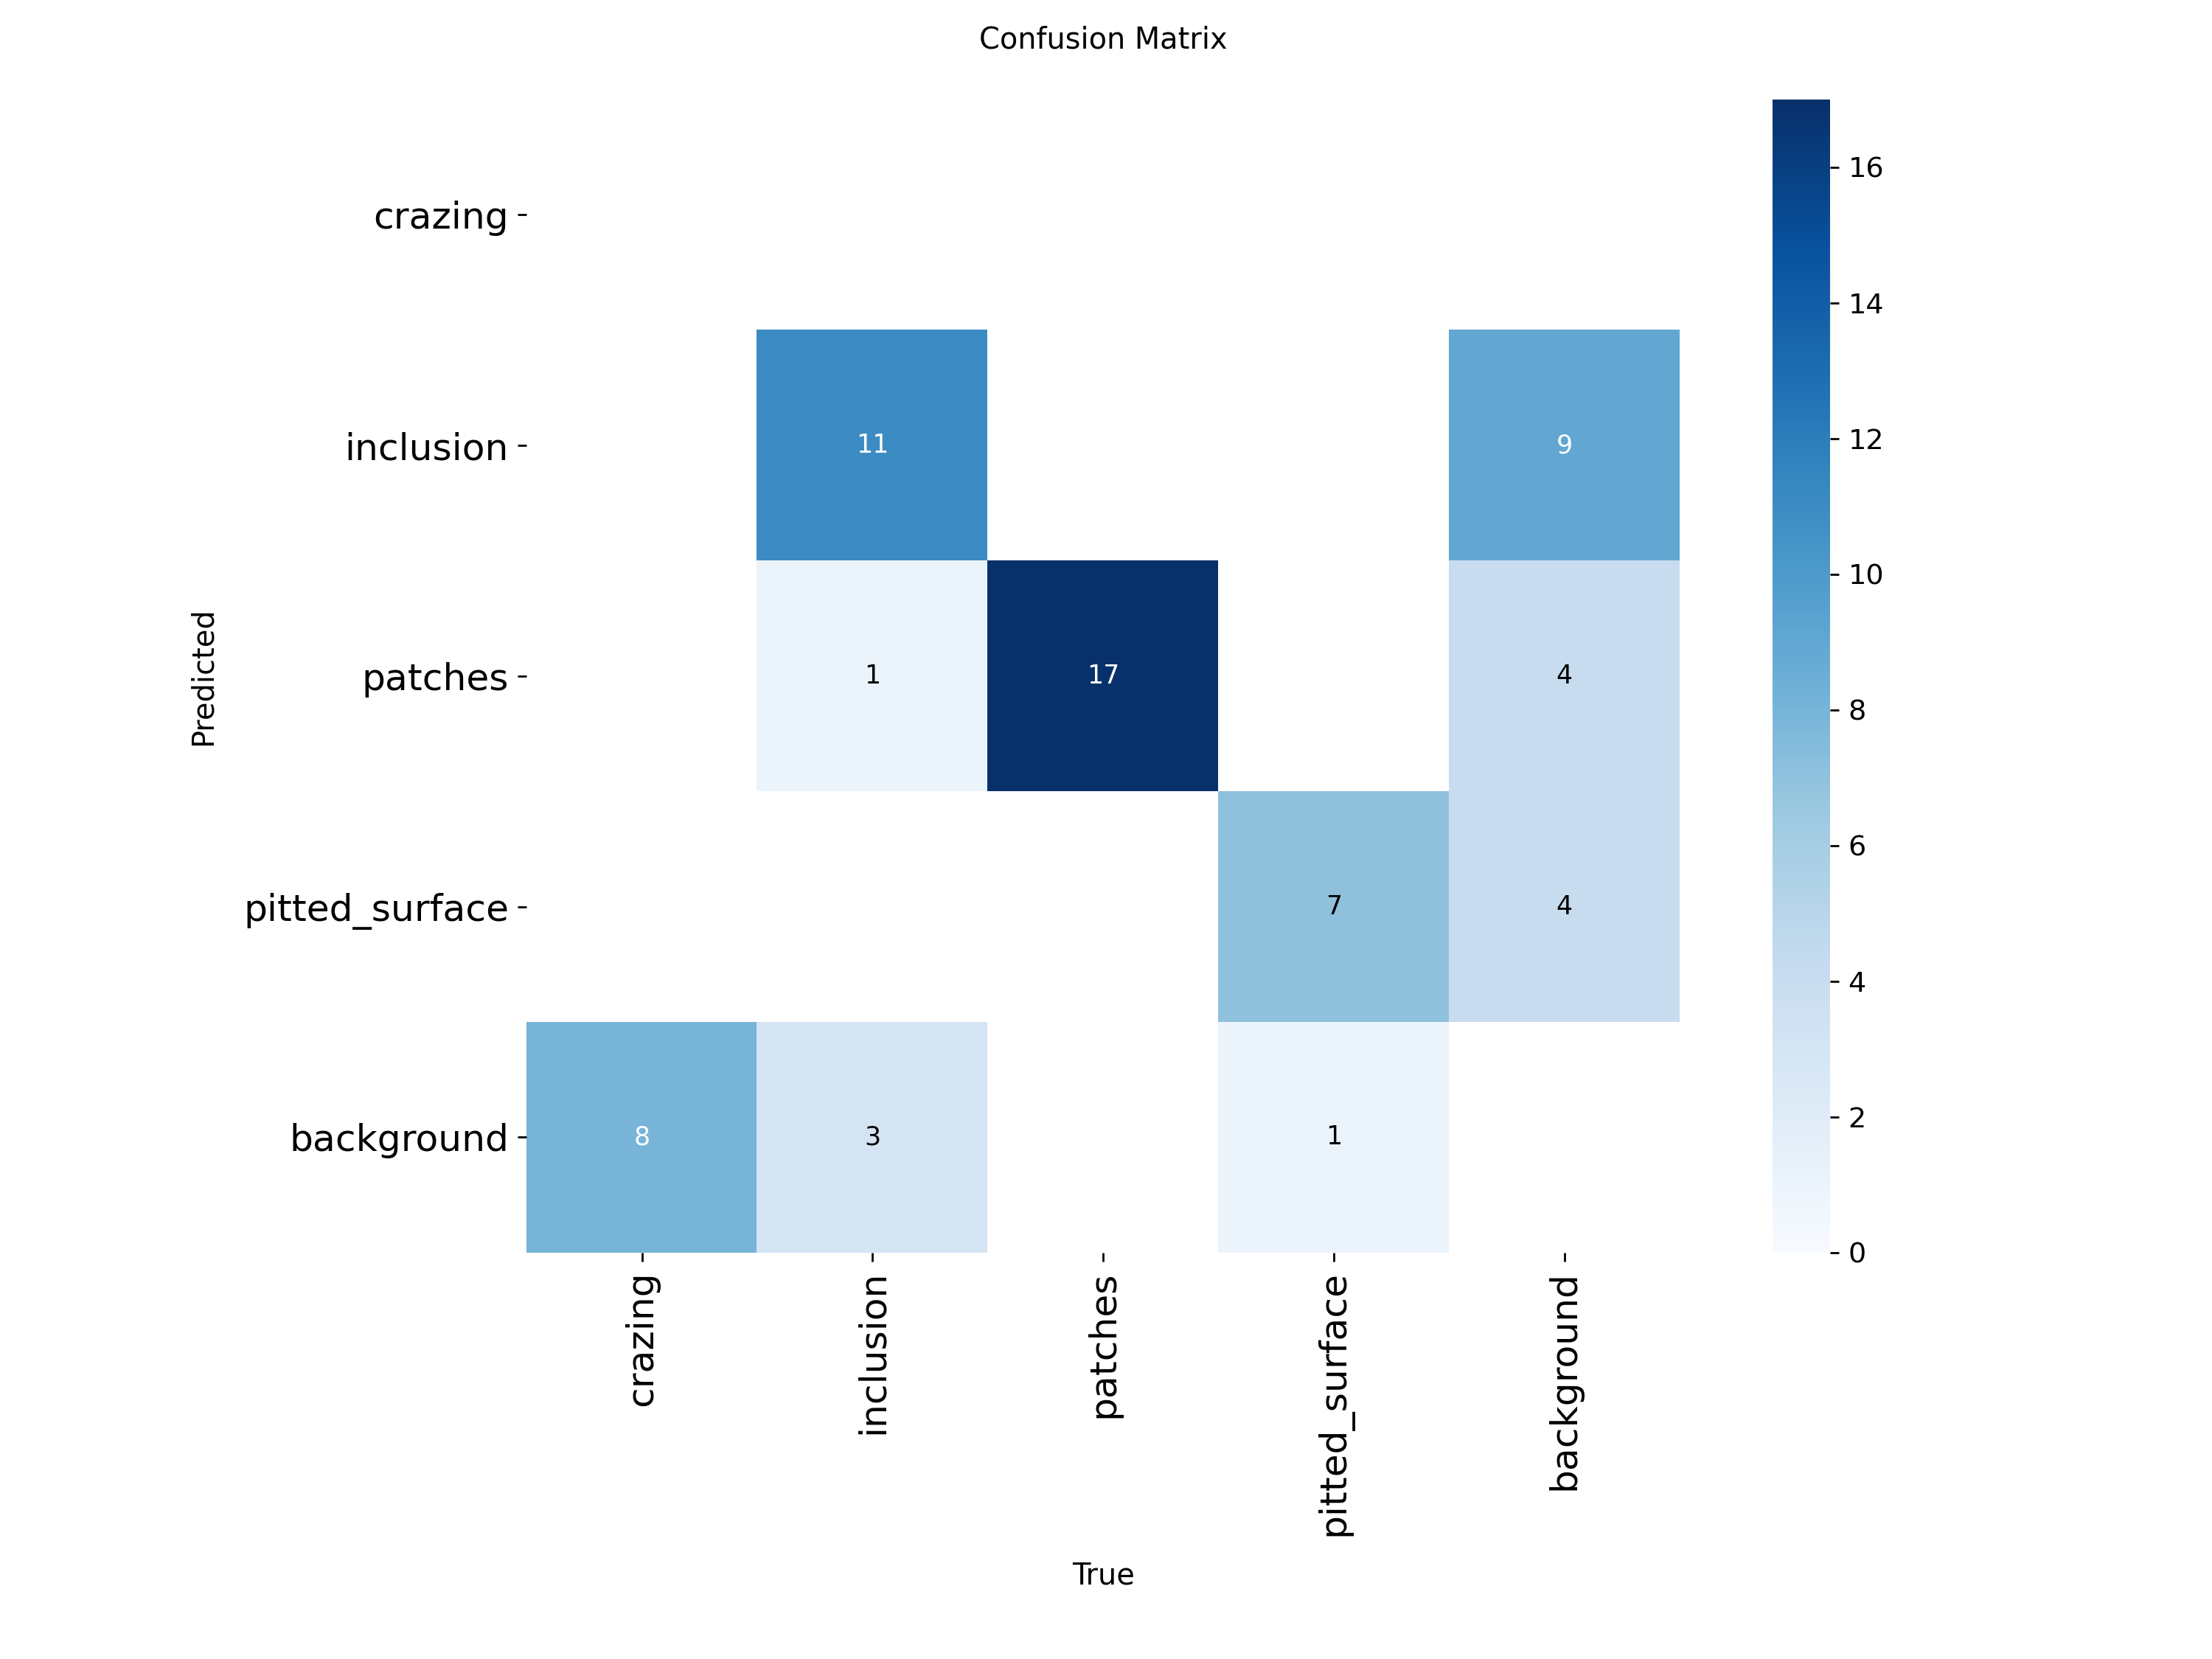 Confusion Matrix
crazing
inclusion
patches
pitted_surface
background
Predicted
11
9
1
17
4
7
4
8
3
1
16
14
12
10
8
6
4
2
0
crazing
inclusion
patches
pitted_surface
background
True